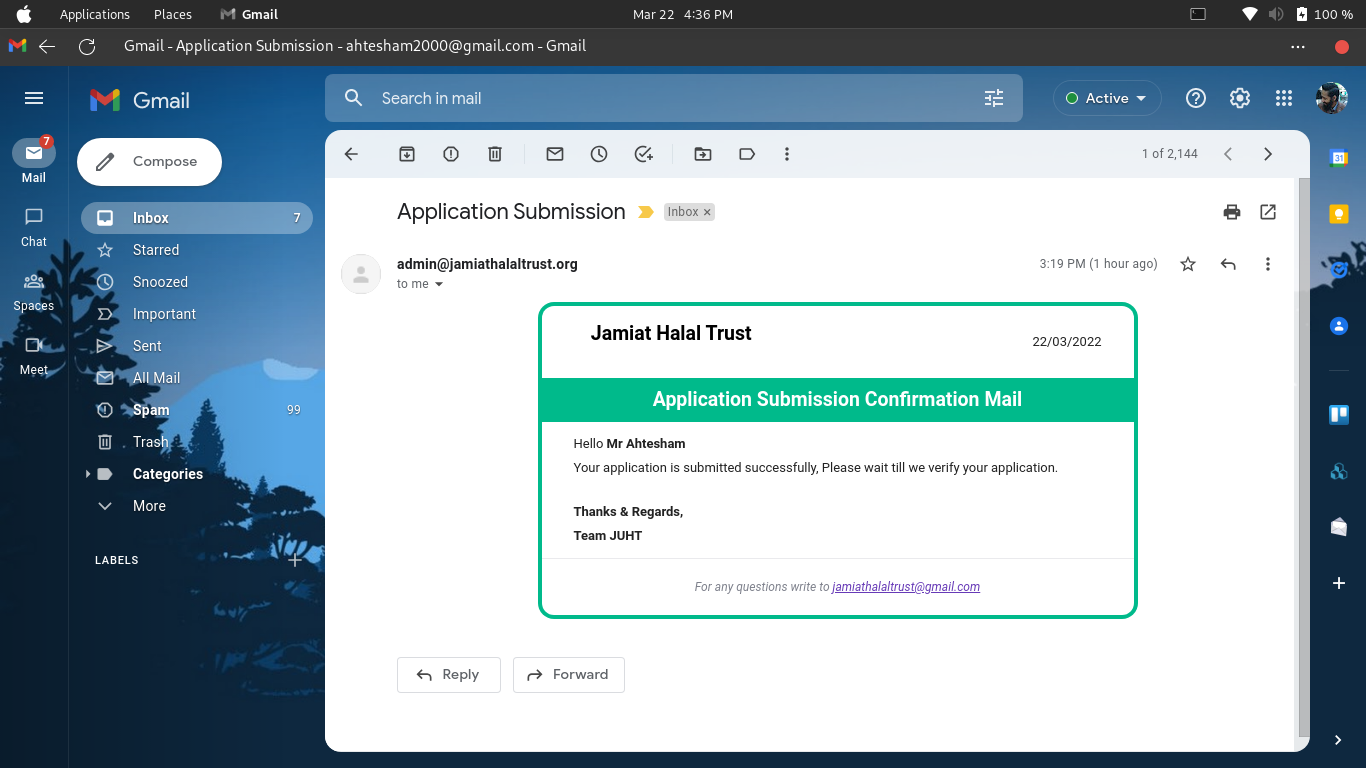 Applications Places Gmail Mar 22 4:36 PM 100 %
Gmail - Application Submission - ahtesham2000@gmail.com - Gmail
Gmail
Search in mail
Active
7
Mail
Chat
Spaces
Meet
Compose
Inbox 7
Starred
Snoozed
Important
Sent
All Mail
Spam 99
Trash
Categories
More
LABELS
1 of 2,144
Application Submission Inbox ×
admin@jamiathalaltrust.org 3:19 PM (1 hour ago)
to me
Jamiat Halal Trust
22/03/2022
Application Submission Confirmation Mail
Hello Mr Ahtesham
Your application is submitted successfully, Please wait till we verify your application.
Thanks & Regards,
Team JUHT
For any questions write to jamiathalaltrust@gmail.com
Reply Forward
31